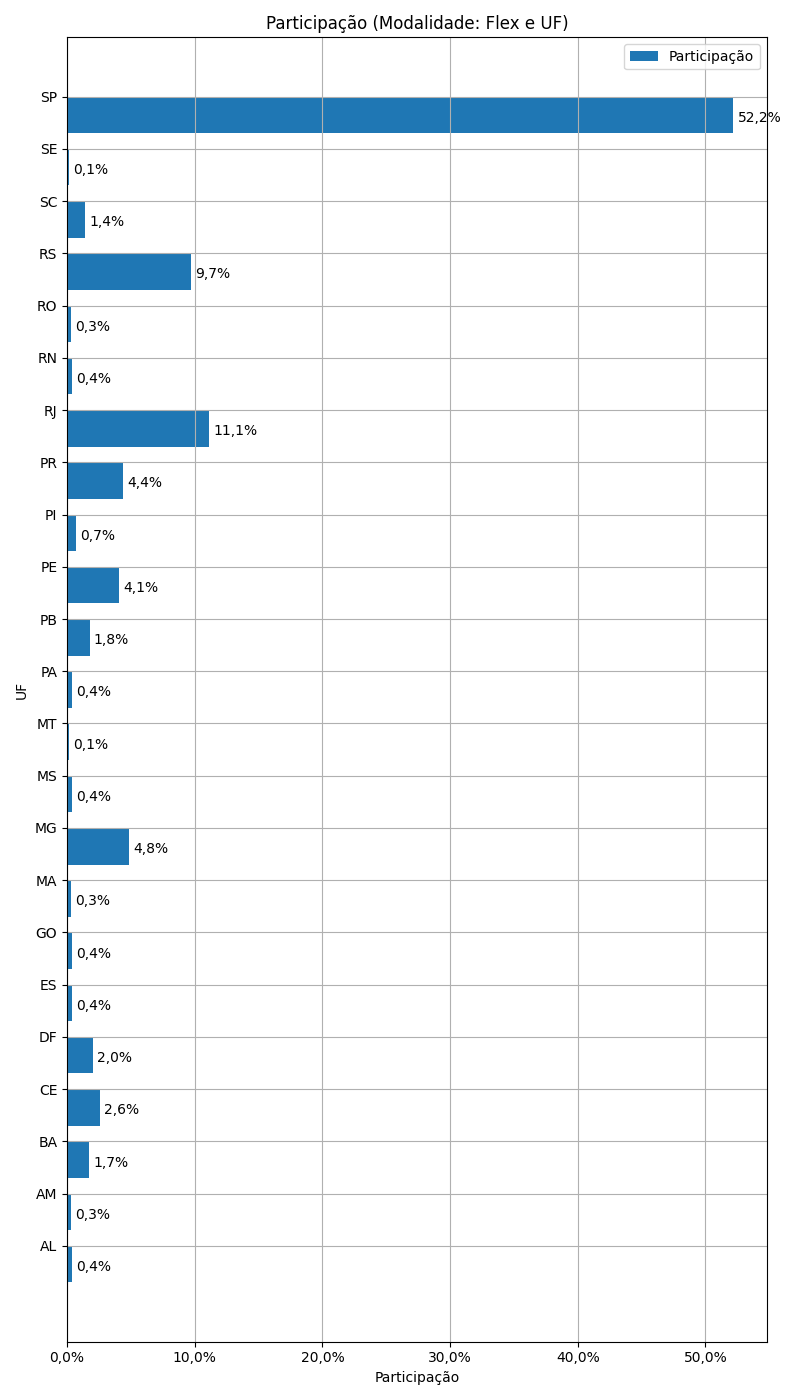 Participação (Modalidade: Flex e UF)
Participação
SP
52,2%
SE
0,1%
SC
1,4%
RS
9,7%
RO
0,3%
RN
0,4%
RJ
11,1%
PR
4,4%
PI
0,7%
PE
4,1%
PB
1,8%
PA
0,4%
UF
MT
0,1%
MS
0,4%
MG
4,8%
MA
0,3%
GO
0,4%
ES
0,4%
DF
2,0%
CE
2,6%
BA
1,7%
AM
0,3%
AL
0,4%
0,0% 10,0% 20,0% 30,0% 40,0% 50,0%
Participação